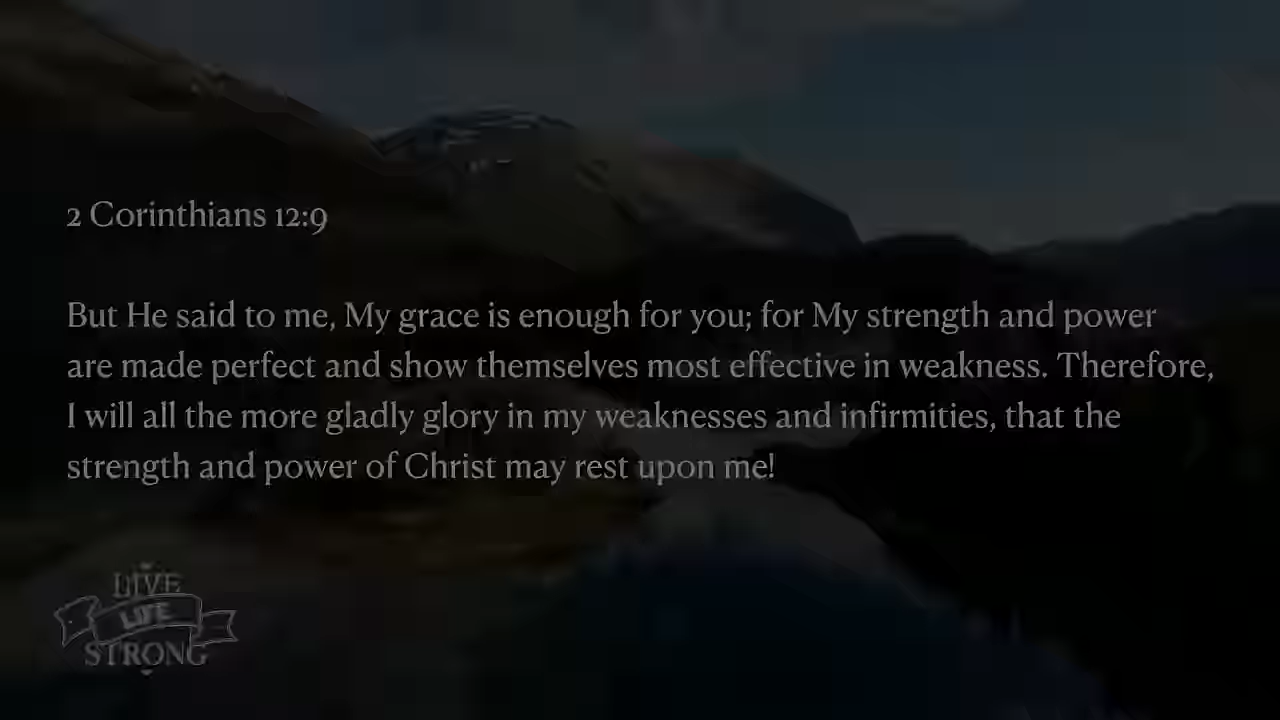 2 Corinthians 12:9
But He said to me, My grace is enough for you; for My strength and power
are made perfect and show themselves most effective in weakness. Therefore,
I will all the more gladly glory in my weaknesses and infirmities, that the
strength and power of Christ may rest upon me!
LIVE
LIFE
STRONG